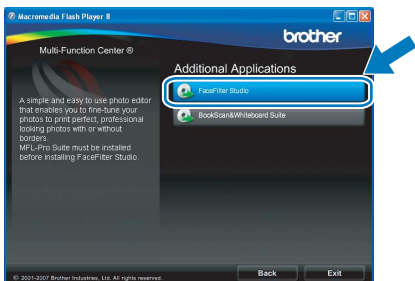 Macromedia Flash Player 8
brother
Multi-Function Center ®
Additional Applications
FaceFilter Studio
BookScan&Whiteboard Suite
A simple and easy to use photo editor
that enables you to fine-tune your
photos to print perfect, professional
looking photos with or without
borders.
MFL-Pro Suite must be installed
before installing FaceFilter Studio.
© 2001-2007 Brother Industries, Ltd. All rights reserved.
Back
Exit